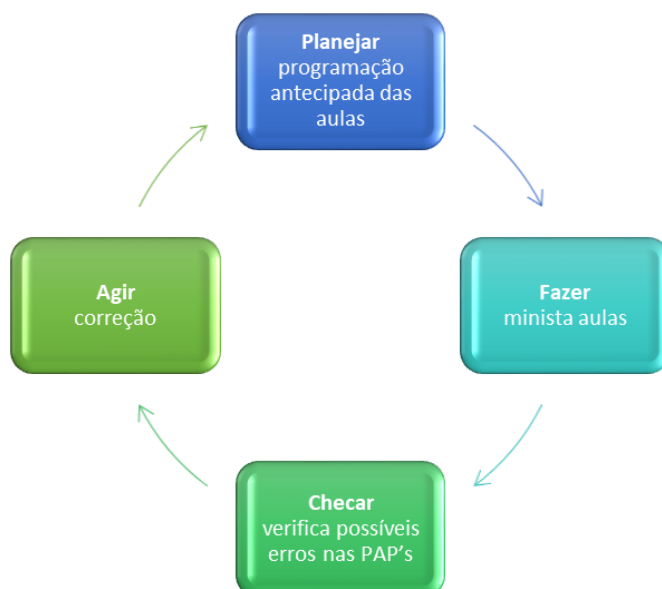 Planejar
programação
antecipada das
aulas
Fazer
minista aulas
Checar
verifica possíveis
erros nas PAP's
Agir
correção